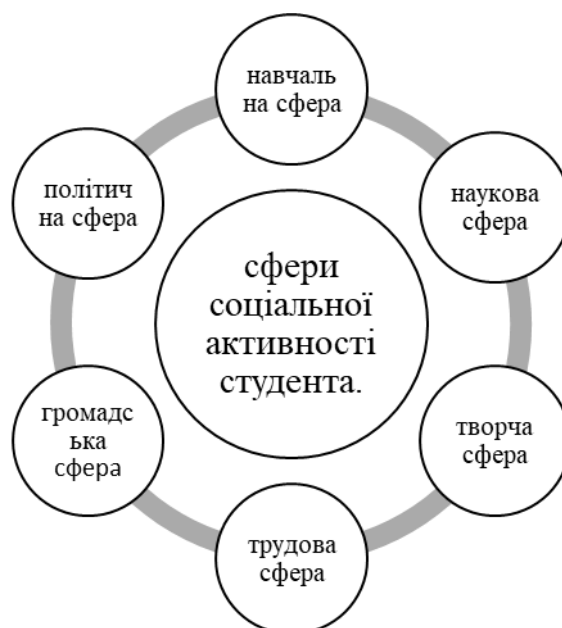 навчаль
на сфера
наукова
сфера
творча
сфера
трудова
сфера
громадс
ька
сфера
політич
на сфера
сфери
соціальної
активності
студента.